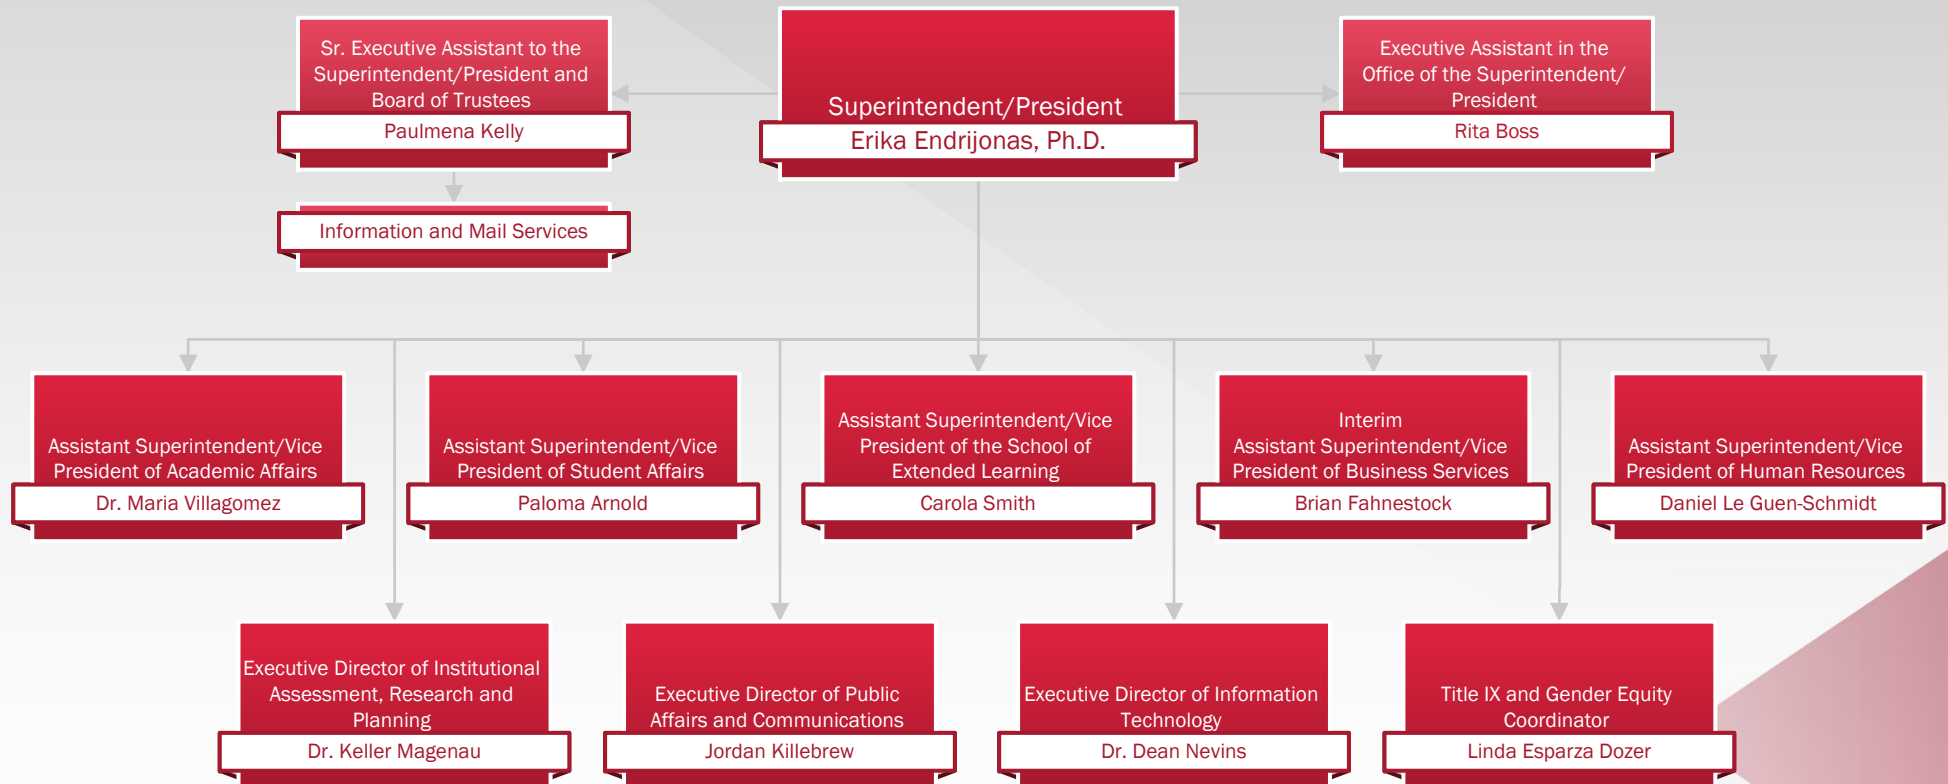 Sr. Executive Assistant to the
Superintendent/President and
Board of Trustees
Paulmena Kelly
Superintendent/President
Erika Endrijonas, Ph.D.
Executive Assistant in the
Office of the Superintendent/
President
Rita Boss
Information and Mail Services
Assistant Superintendent/Vice
President of Academic Affairs
Dr. Maria Villagomez
Assistant Superintendent/Vice
President of Student Affairs
Paloma Arnold
Assistant Superintendent/Vice
President of the School of
Extended Learning
Carola Smith
Interim
Assistant Superintendent/Vice
President of Business Services
Brian Fahnestock
Assistant Superintendent/Vice
President of Human Resources
Daniel Le Guen-Schmidt
Executive Director of Institutional
Assessment, Research and
Planning
Dr. Keller Magenau
Executive Director of Public
Affairs and Communications
Jordan Killebrew
Executive Director of Information
Technology
Dr. Dean Nevins
Title IX and Gender Equity
Coordinator
Linda Esparza Dozer